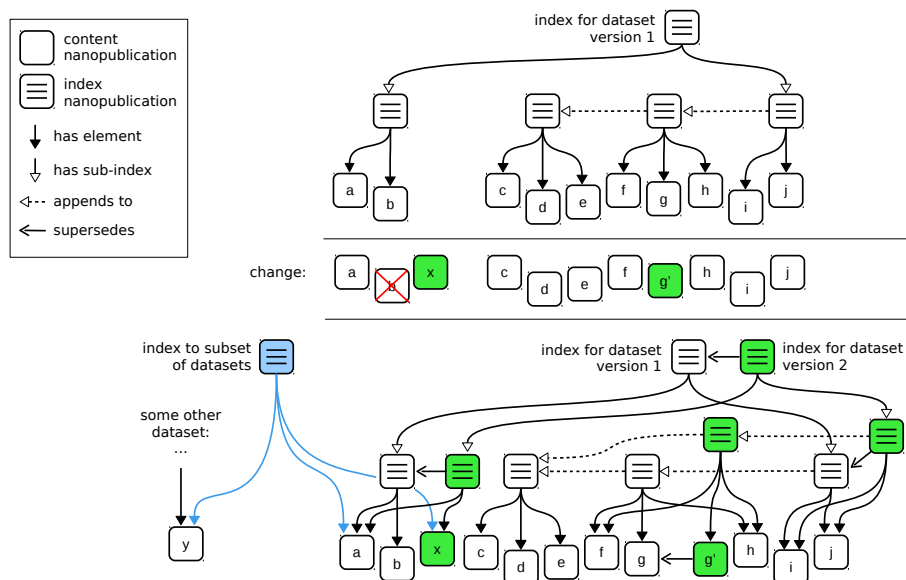 content
nanopublication
index
nanopublication
has element
has sub-index
appends to
supersedes
index for dataset
version 1
a
b
c
d
e
f
g
h
i
j
change:
a
b
x
c
d
e
f
g'
h
i
j
index to subset
of datasets
index for dataset
version 1
index for dataset
version 2
some other
dataset:
...
y
a
b
x
c
d
e
f
g
g'
h
i
j